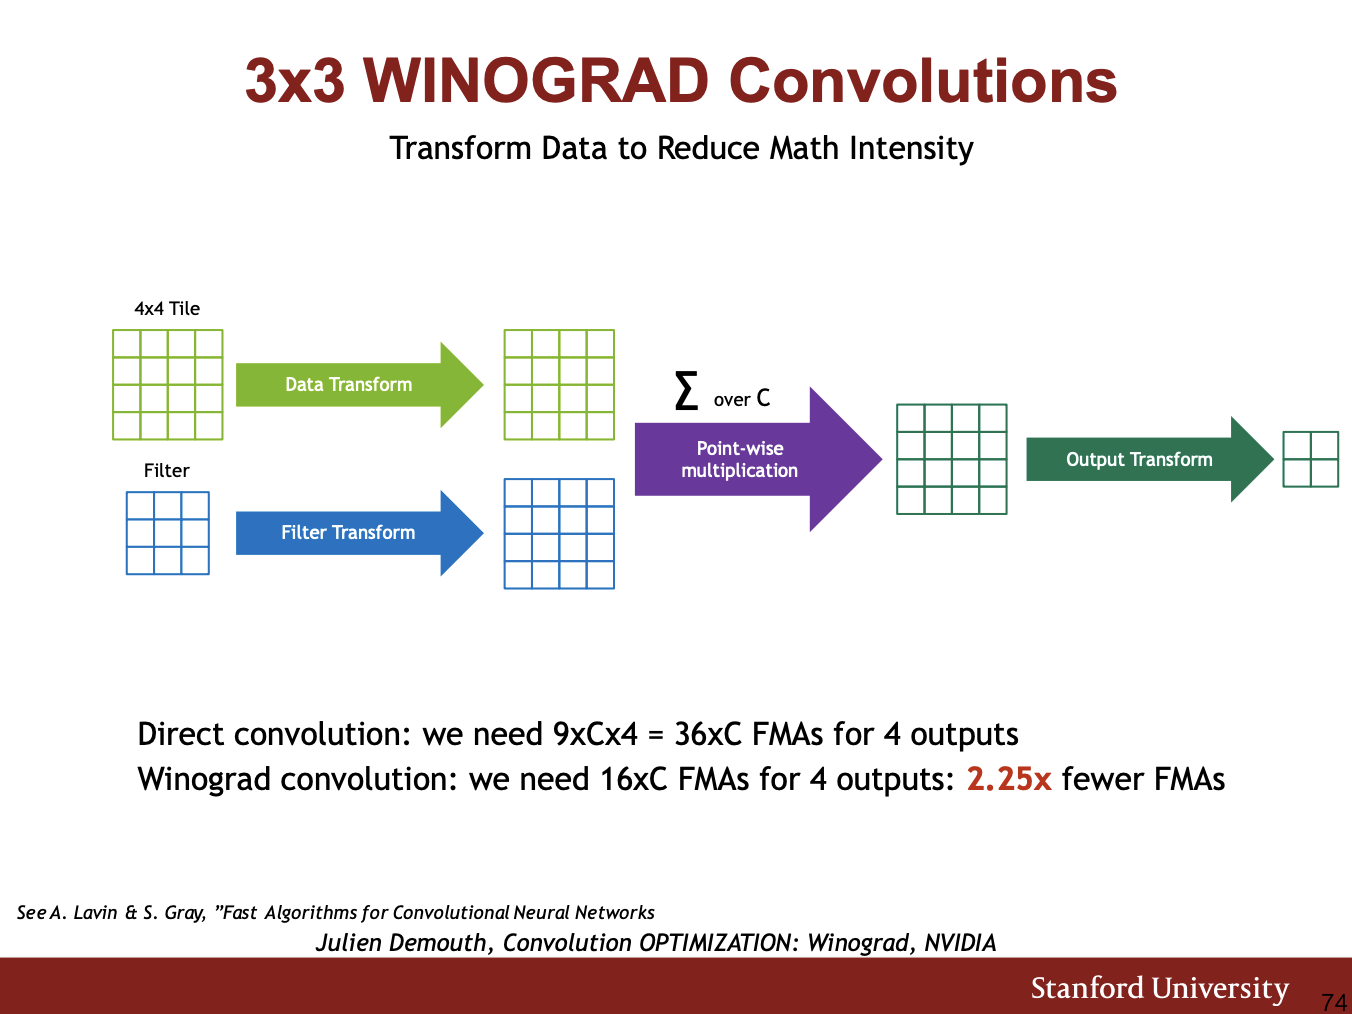 3x3 WINOGRAD Convolutions
Transform Data to Reduce Math Intensity
4x4 Tile
Data Transform
Filter
Filter Transform
Σ over C
Point-wise
multiplication
Output Transform
Direct convolution: we need 9xCx4 = 36xC FMAs for 4 outputs
Winograd convolution: we need 16xC FMAs for 4 outputs: 2.25x fewer FMAs
See A. Lavin & S. Gray, ”Fast Algorithms for Convolutional Neural Networks
Julien Demouth, Convolution OPTIMIZATION: Winograd, NVIDIA
Stanford University
74